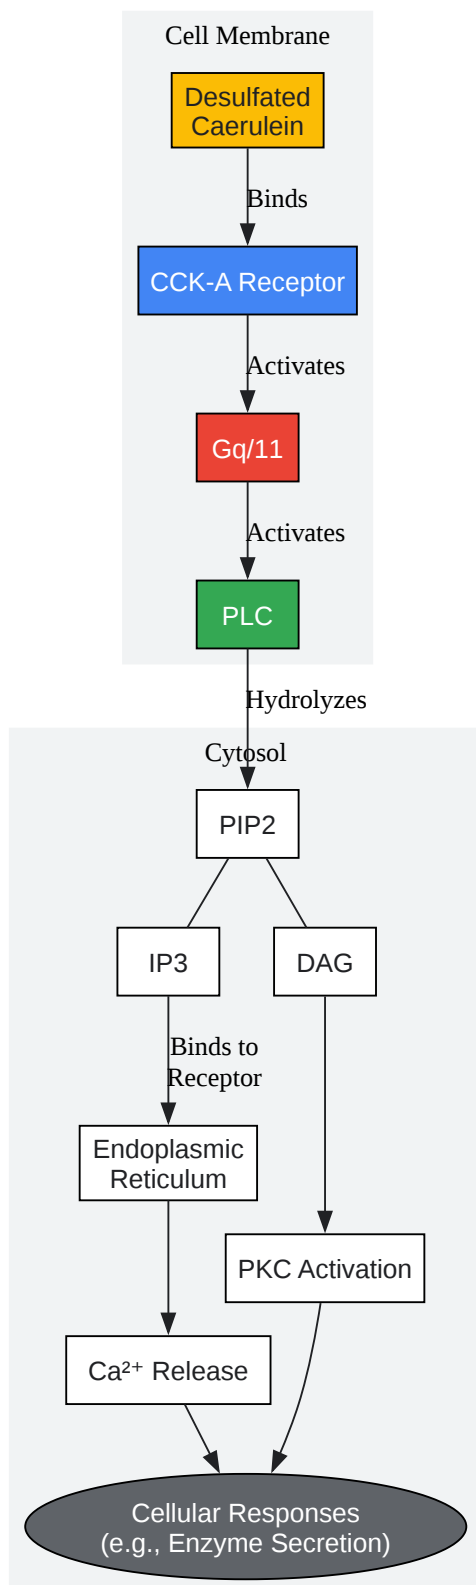 Cell Membrane
Desulfated
Caerulein
Binds
CCK-A Receptor
Activates
Gq/11
Activates
PLC
Hydrolyzes
Cytosol
PIP2
IP3
DAG
Binds to
Receptor
Endoplasmic
Reticulum
PKC Activation
Ca²⁺ Release
Cellular Responses
(e.g., Enzyme Secretion)